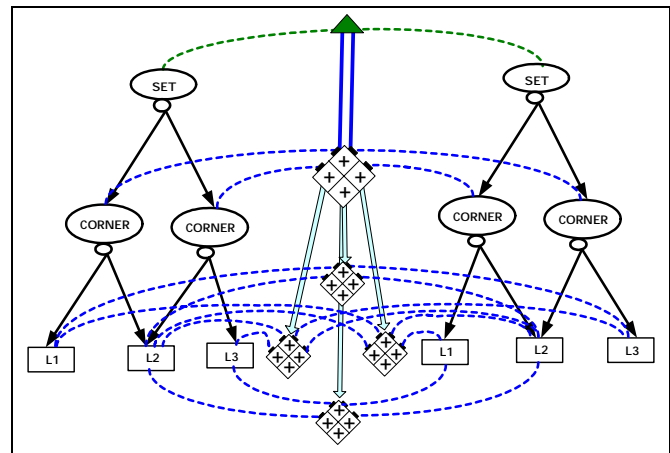 SET
SET
CORNER
CORNER
CORNER
CORNER
L1
L2
L3
L1
L2
L3
+ + + +
+ + + +
+ + + +
+ + + +
+ + + +